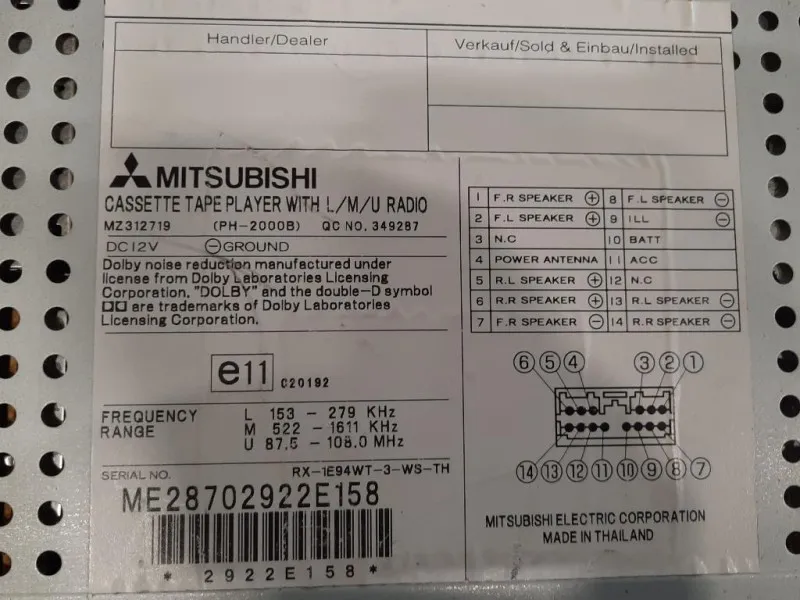 Handler/Dealer
Verkauf/Sold & Einbau/Installed
MITSUBISHI
CASSETTE TAPE PLAYER WITH L/M/U RADIO
MZ312719 (PH-2000B) QC NO. 349287
DC12V ⊖GROUND
Dolby noise reduction manufactured under
license from Dolby Laboratories Licensing
Corporation. "DOLBY" and the double-D symbol
are trademarks of Dolby Laboratories
Licensing Corporation.
e11 C20192
FREQUENCY RANGE
L 153 - 279 KHz
M 522 - 1611 KHz
U 87.5 - 108.0 MHz
SERIAL NO. RX-1E94WT-3-WS-TH
ME28702922E158
*2922E158*
1 F.R SPEAKER ⊕ 8 F.L SPEAKER ⊖
2 F.L SPEAKER ⊕ 9 ILL ⊖
3 N.C 10 BATT
4 POWER ANTENNA 11 ACC
5 R.L SPEAKER ⊕ 12 N.C
6 R.R SPEAKER ⊕ 13 R.L SPEAKER ⊖
7 F.R SPEAKER ⊖ 14 R.R SPEAKER ⊖
⑥ ⑤ ④ ③ ② ①
⑭ ⑬ ⑫ ⑪ ⑩ ⑨ ⑧ ⑦
MITSUBISHI ELECTRIC CORPORATION
MADE IN THAILAND